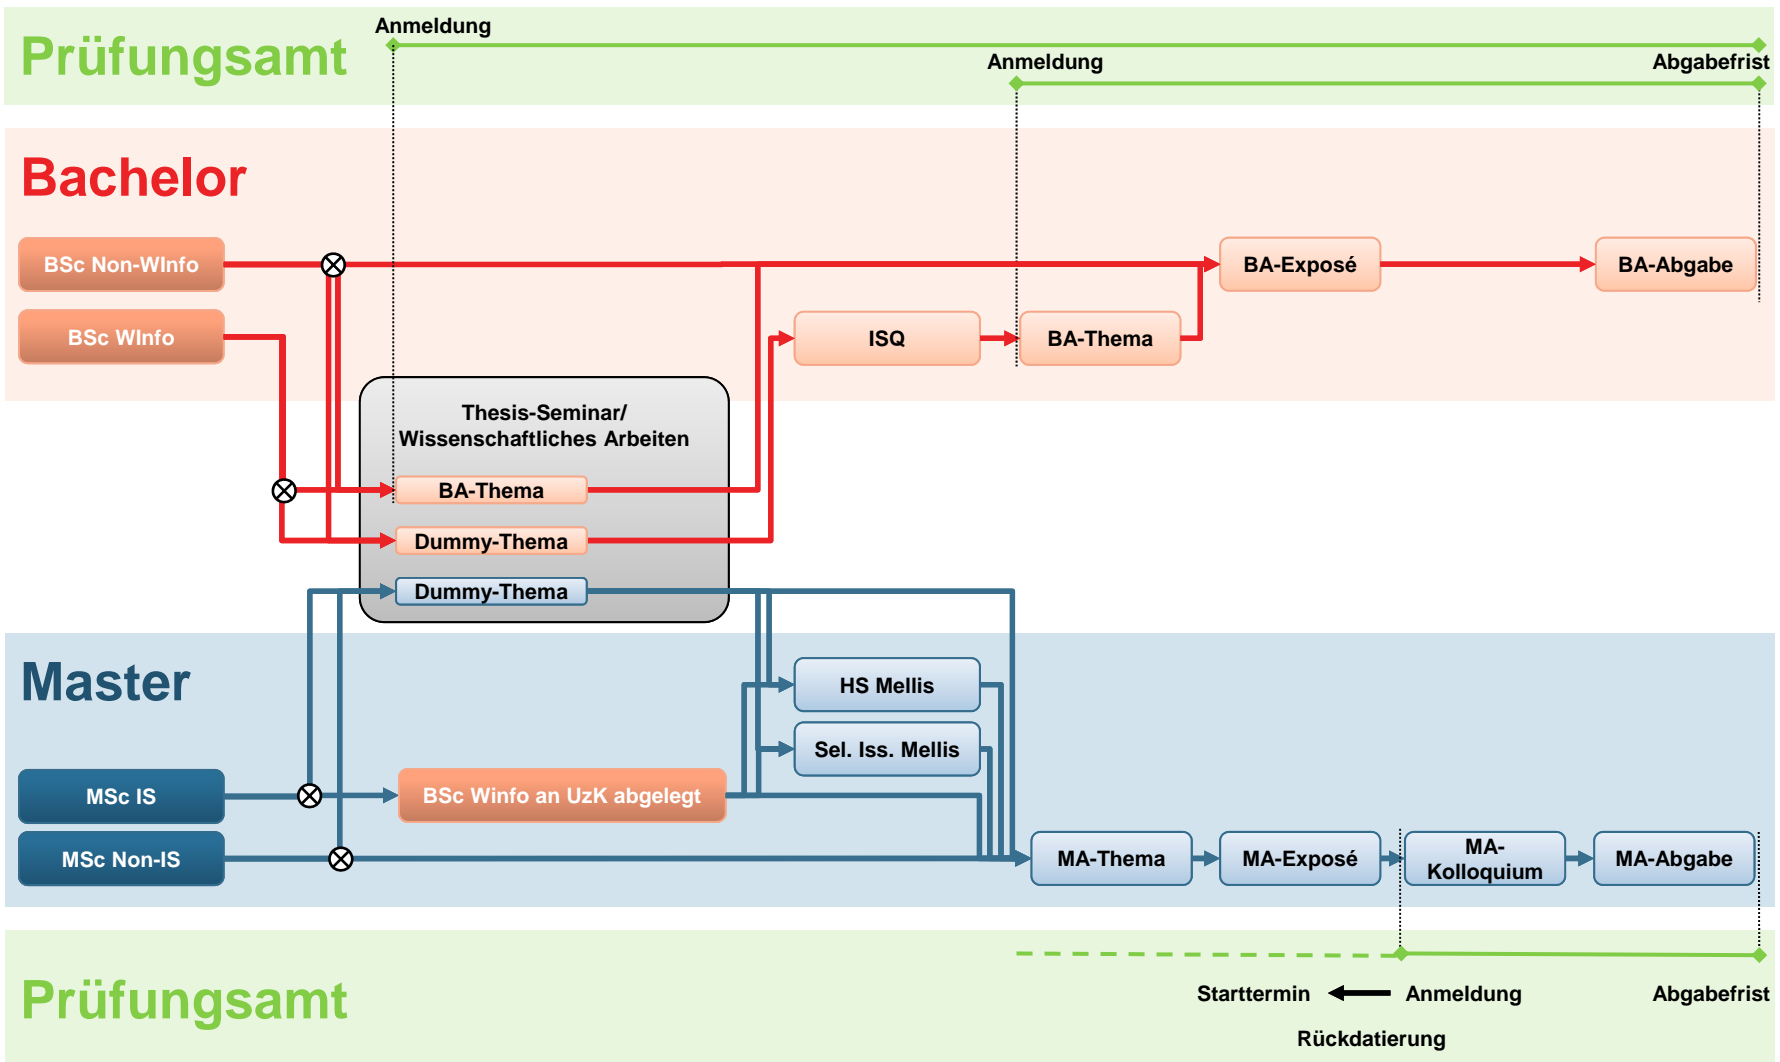 Prüfungsamt
Anmeldung
Anmeldung
Abgabefrist
Bachelor
BSc Non-WInfo
BA-Exposé
BA-Abgabe
BSc WInfo
ISQ
BA-Thema
Thesis-Seminar/
Wissenschaftliches Arbeiten
BA-Thema
Dummy-Thema
Dummy-Thema
Master
HS Mellis
Sel. Iss. Mellis
MSc IS
BSc Winfo an UzK abgelegt
MSc Non-IS
MA-Thema
MA-Exposé
MA-
Kolloquium
MA-Abgabe
Prüfungsamt
Starttermin
Anmeldung
Abgabefrist
Rückdatierung